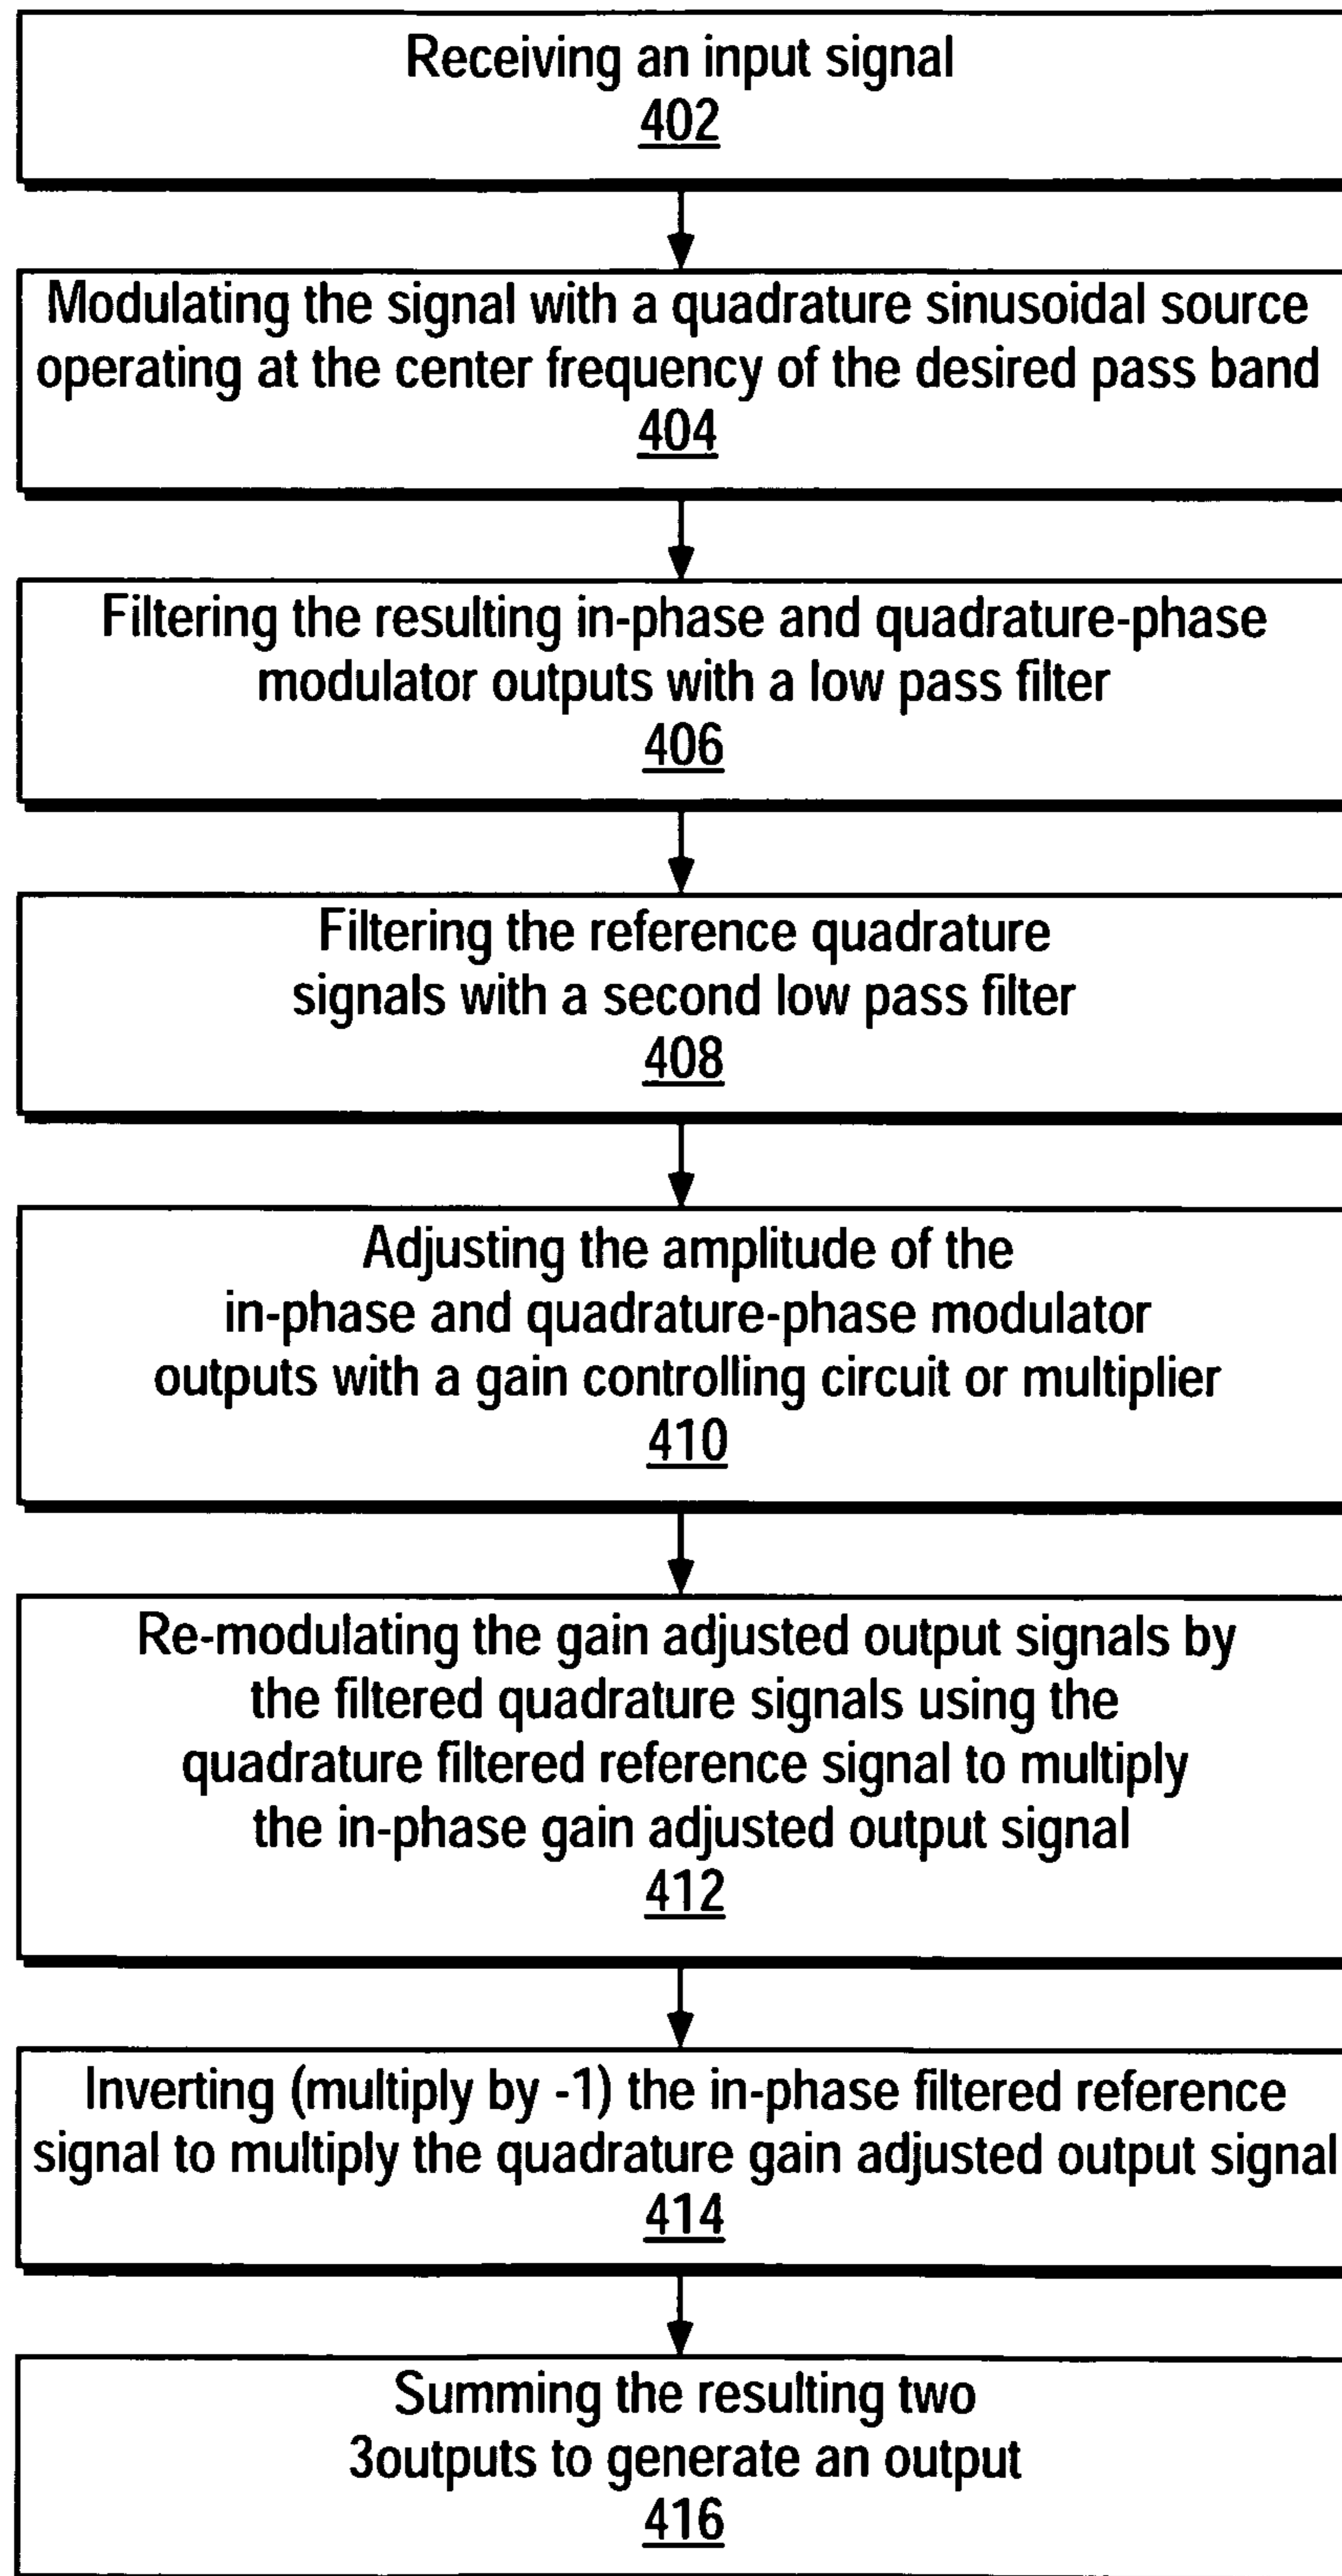 Receiving an input signal
402
Modulating the signal with a quadrature sinusoidal source
operating at the center frequency of the desired pass band
404
Filtering the resulting in-phase and quadrature-phase
modulator outputs with a low pass filter
406
Filtering the reference quadrature
signals with a second low pass filter
408
Adjusting the amplitude of the
in-phase and quadrature-phase modulator
outputs with a gain controlling circuit or multiplier
410
Re-modulating the gain adjusted output signals by
the filtered quadrature signals using the
quadrature filtered reference signal to multiply
the in-phase gain adjusted output signal
412
Inverting (multiply by -1) the in-phase filtered reference
signal to multiply the quadrature gain adjusted output signal
414
Summing the resulting two
3outputs to generate an output
416